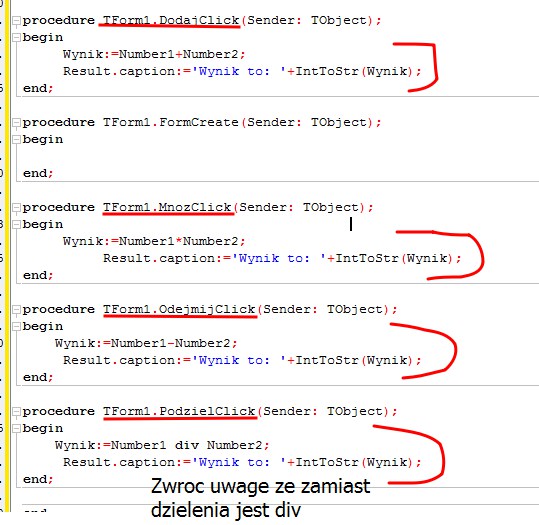 procedure TForm1.DodajClick(Sender: TObject);
begin
Wynik:=Number1+Number2;
Result.caption:='Wynik to: '+IntToStr(Wynik);
end;
procedure TForm1.FormCreate(Sender: TObject);
begin
end;
procedure TForm1.MnozClick(Sender: TObject);
begin
Wynik:=Number1*Number2;
Result.caption:='Wynik to: '+IntToStr(Wynik);
end;
procedure TForm1.OdejmijClick(Sender: TObject);
begin
Wynik:=Number1-Number2;
Result.caption:='Wynik to: '+IntToStr(Wynik);
end;
procedure TForm1.PodzielClick(Sender: TObject);
begin
Wynik:=Number1 div Number2;
Result.caption:='Wynik to: '+IntToStr(Wynik);
end;
Zwroc uwage ze zamiast
dzielenia jest div